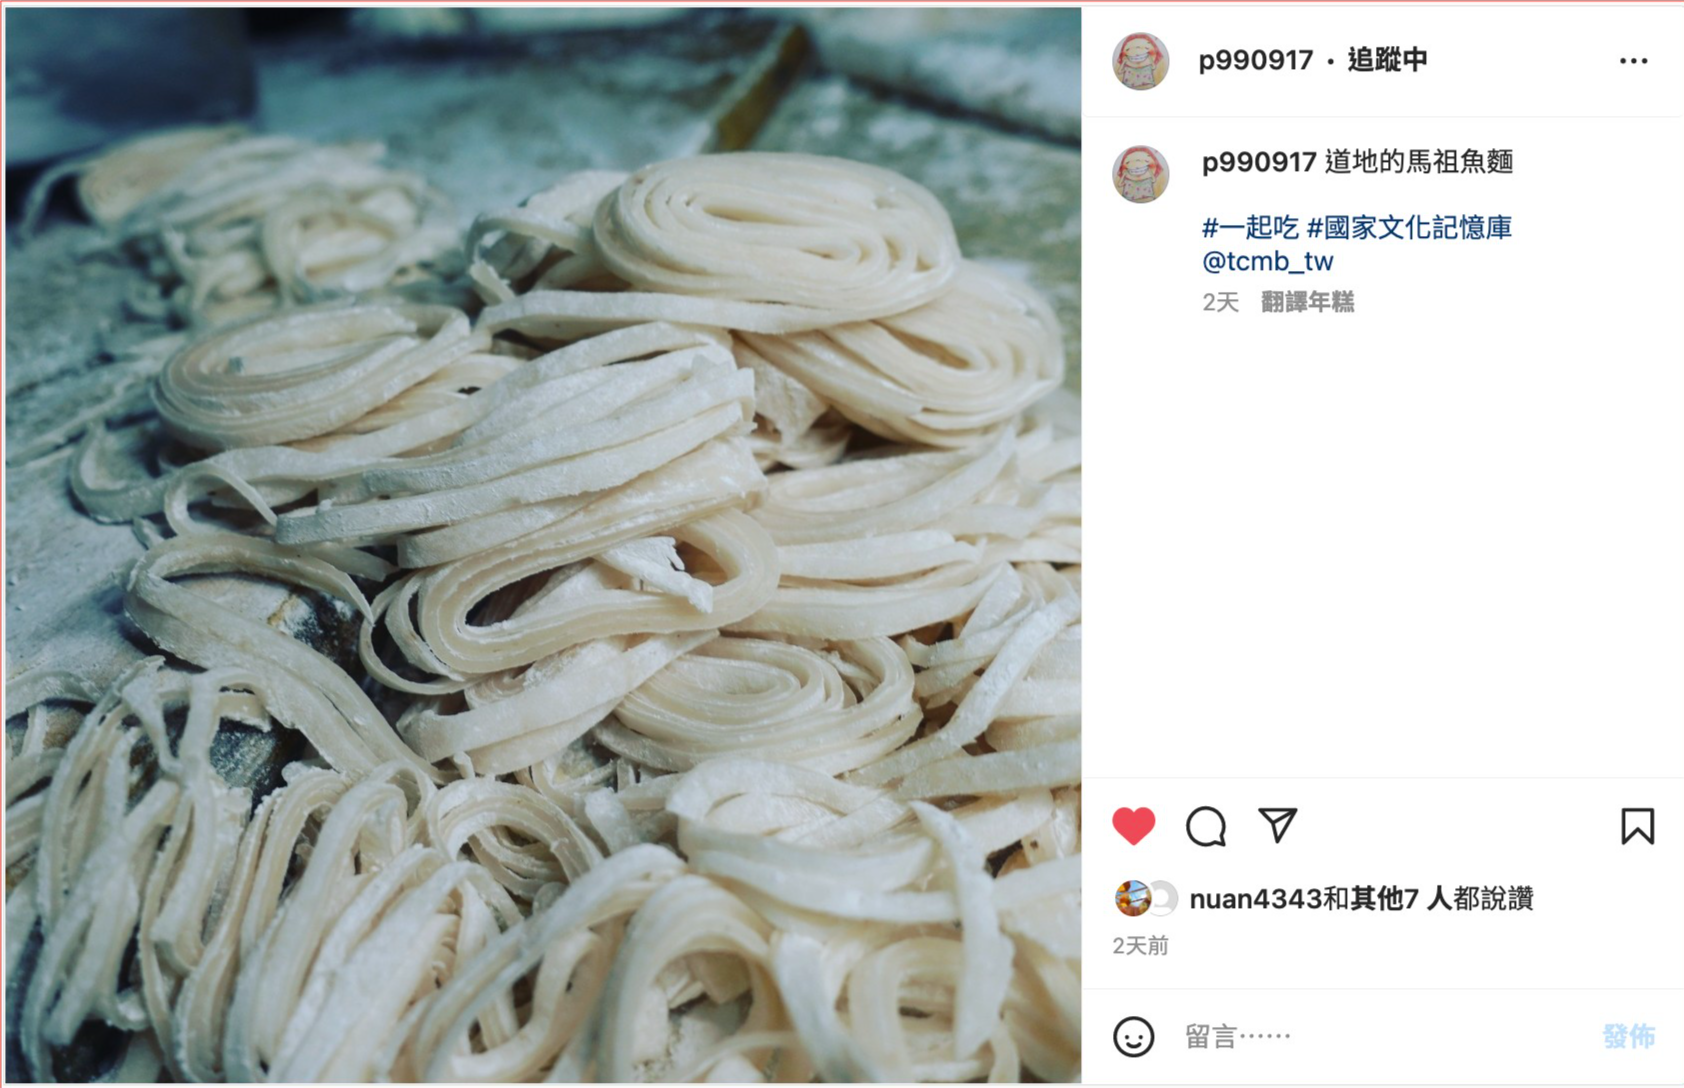 p990917 • 追蹤中
p990917 道地的馬祖魚麵
#一起吃 #國家文化記憶庫
@tcmb_tw
2天 翻譯年糕
nuan4343和其他7 人都說讚
2天前
留言⋯⋯ 發佈